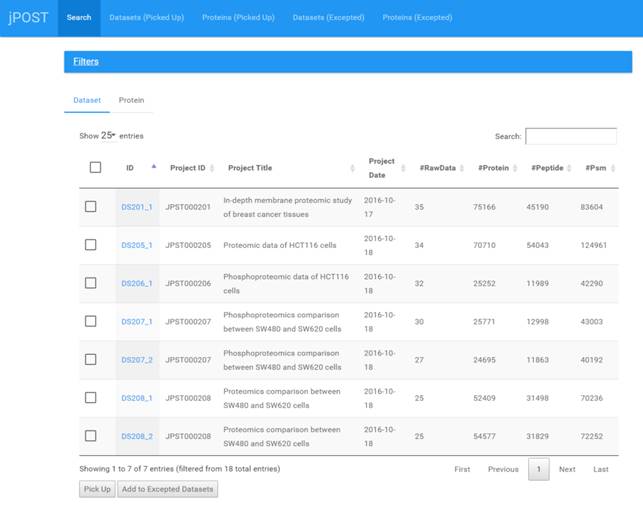 jPOST Search Datasets (Picked Up) Proteins (Picked Up) Datasets (Excepted) Proteins (Excepted)
Filters
Dataset Protein
Show 25 entries Search:
ID Project ID Project Title Project Date #RawData #Protein #Peptide #Psm
DS201_1 JPST000201 In-depth membrane proteomic study of breast cancer tissues 2016-10-17 35 75166 45190 83604
DS205_1 JPST000205 Proteomic data of HCT116 cells 2016-10-18 34 70710 54043 124961
DS206_1 JPST000206 Phosphoproteomic data of HCT116 cells 2016-10-18 32 25252 11989 42290
DS207_1 JPST000207 Phosphoproteomics comparison between SW480 and SW620 cells 2016-10-18 30 25771 12998 43003
DS207_2 JPST000207 Phosphoproteomics comparison between SW480 and SW620 cells 2016-10-18 27 24695 11863 40192
DS208_1 JPST000208 Proteomics comparison between SW480 and SW620 cells 2016-10-18 25 52409 31498 70236
DS208_2 JPST000208 Proteomics comparison between SW480 and SW620 cells 2016-10-18 25 54577 31829 72252
Showing 1 to 7 of 7 entries (filtered from 18 total entries) First Previous 1 Next Last
Pick Up Add to Excepted Datasets